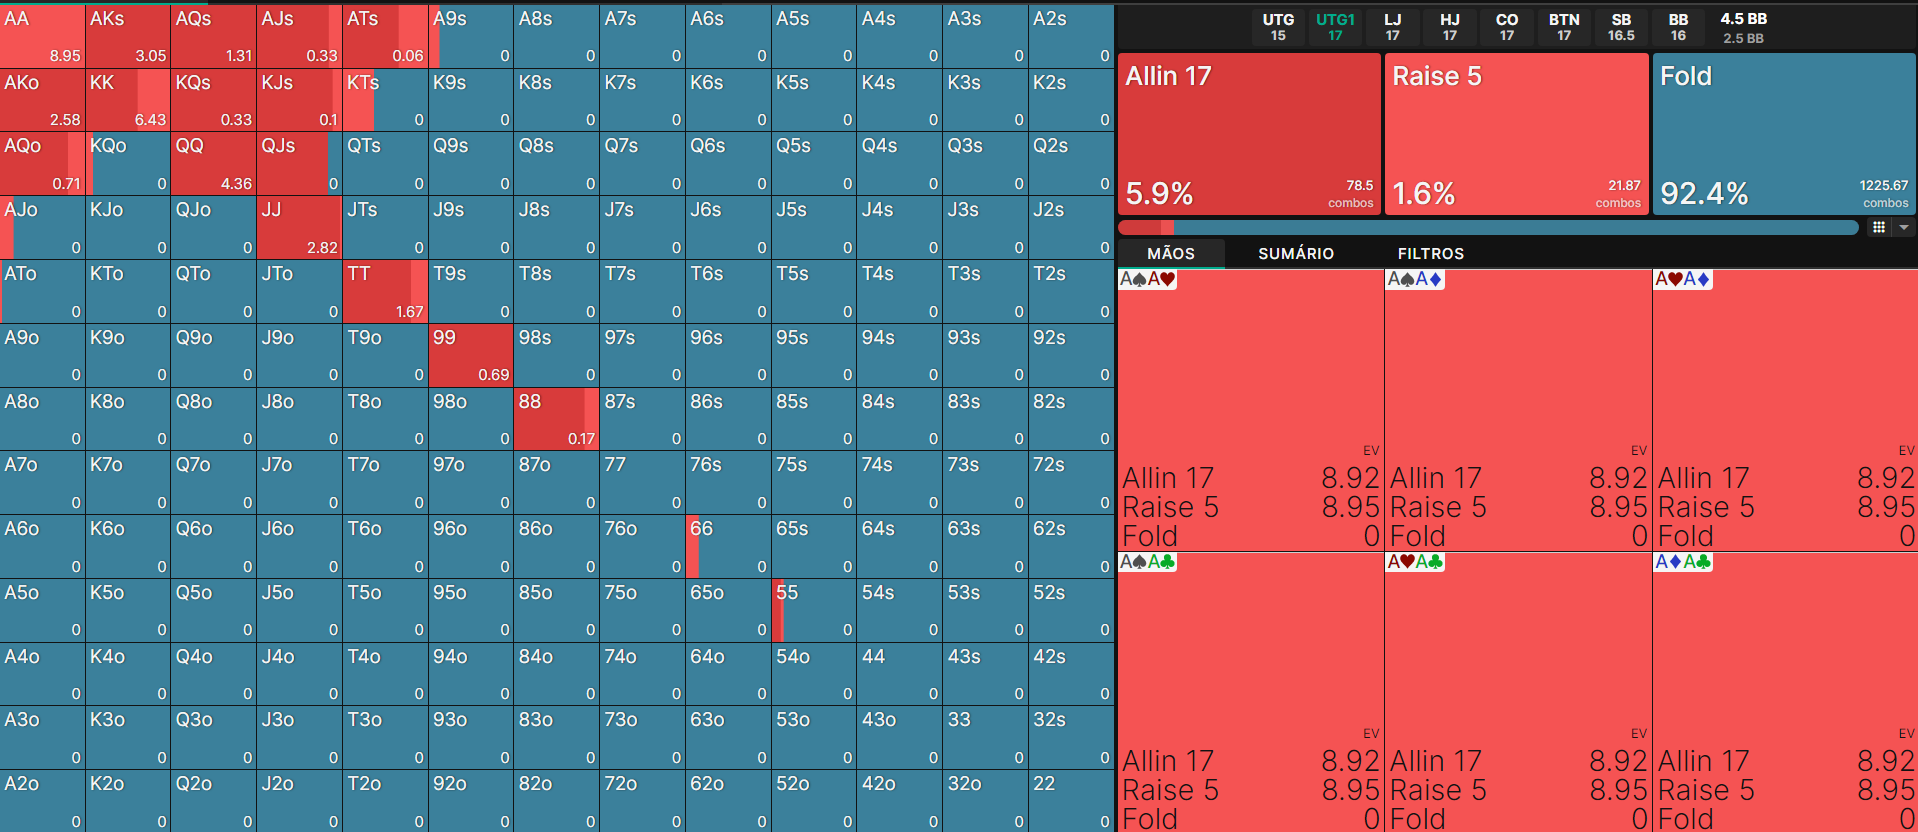 AA AKs AQs AJs ATs A9s A8s A7s A6s A5s A4s A3s A2s
8.95 3.05 1.31 0.33 0.06 0 0 0 0 0 0 0 0
AKo KK KQs KJs KTs K9s K8s K7s K6s K5s K4s K3s K2s
2.58 6.43 0.33 0.1 0 0 0 0 0 0 0 0 0
AQo KQo QQ QJs QTs Q9s Q8s Q7s Q6s Q5s Q4s Q3s Q2s
0.71 0 4.36 0 0 0 0 0 0 0 0 0 0
AJo KJo QJo JJ JTs J9s J8s J7s J6s J5s J4s J3s J2s
0 0 0 2.82 0 0 0 0 0 0 0 0 0
ATo KTo QTo JTo TT T9s T8s T7s T6s T5s T4s T3s T2s
0 0 0 0 1.67 0 0 0 0 0 0 0 0
A9o K9o Q9o J9o T9o 99 98s 97s 96s 95s 94s 93s 92s
0 0 0 0 0 0.69 0 0 0 0 0 0 0
A8o K8o Q8o J8o T8o 98o 88 87s 86s 85s 84s 83s 82s
0 0 0 0 0 0 0.17 0 0 0 0 0 0
A7o K7o Q7o J7o T7o 97o 87o 77 76s 75s 74s 73s 72s
0 0 0 0 0 0 0 0 0 0 0 0 0
A6o K6o Q6o J6o T6o 96o 86o 76o 66 65s 64s 63s 62s
0 0 0 0 0 0 0 0 0 0 0 0 0
A5o K5o Q5o J5o T5o 95o 85o 75o 65o 55 54s 53s 52s
0 0 0 0 0 0 0 0 0 0 0 0 0
A4o K4o Q4o J4o T4o 94o 84o 74o 64o 54o 44 43s 42s
0 0 0 0 0 0 0 0 0 0 0 0 0
A3o K3o Q3o J3o T3o 93o 83o 73o 63o 53o 43o 33 32s
0 0 0 0 0 0 0 0 0 0 0 0 0
A2o K2o Q2o J2o T2o 92o 82o 72o 62o 52o 42o 32o 22
0 0 0 0 0 0 0 0 0 0 0 0 0
UTG UTG1 LJ HJ CO BTN SB BB 4.5 BB
15 17 17 17 17 17 16.5 16 2.5 BB
Allin 17 Raise 5 Fold
5.9% 78.5 combos 1.6% 21.87 combos 92.4% 1225.67 combos
MÃOS SUMÁRIO FILTROS
A♠A♥ A♠A♦ A♥A♦
EV EV EV
Allin 17 8.92 Allin 17 8.92 Allin 17 8.92
Raise 5 8.95 Raise 5 8.95 Raise 5 8.95
Fold 0 Fold 0 Fold 0
A♠A♣ A♥A♣ A♦A♣
EV EV EV
Allin 17 8.92 Allin 17 8.92 Allin 17 8.92
Raise 5 8.95 Raise 5 8.95 Raise 5 8.95
Fold 0 Fold 0 Fold 0